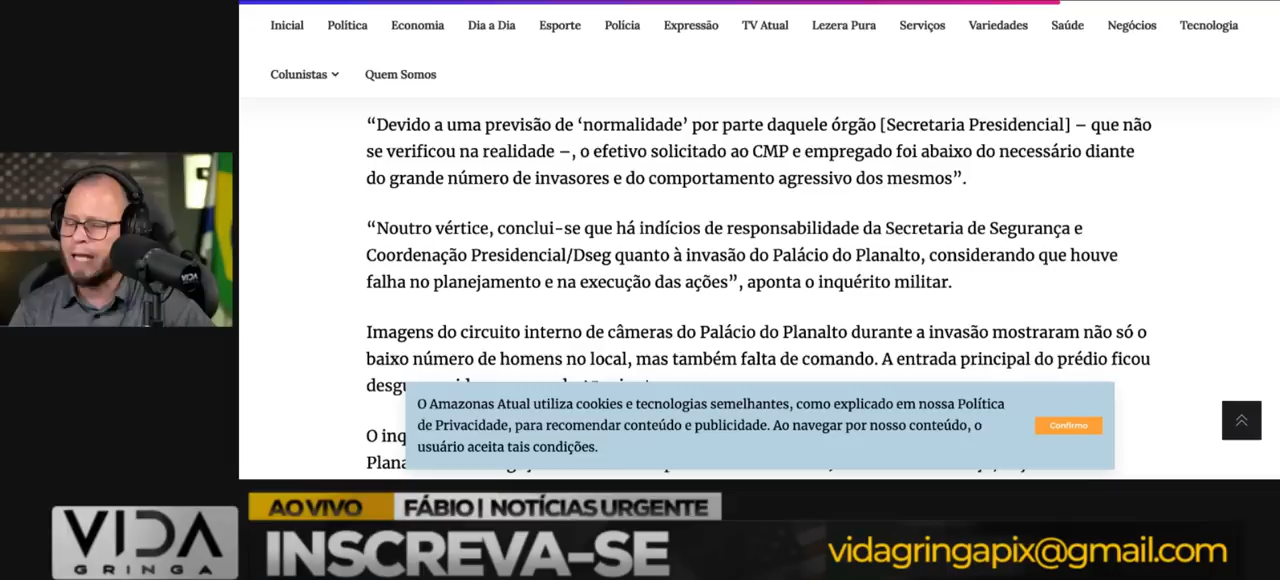 Inicial Política Economia Dia a Dia Esporte Polícia Expressão TV Atual Lezera Pura Serviços Variedades Saúde Negócios Tecnologia
Colunistas Quem Somos
“Devido a uma previsão de ‘normalidade’ por parte daquele órgão [Secretaria Presidencial] – que não
se verificou na realidade –, o efetivo solicitado ao CMP e empregado foi abaixo do necessário diante
do grande número de invasores e do comportamento agressivo dos mesmos”.
“Noutro vértice, conclui-se que há indícios de responsabilidade da Secretaria de Segurança e
Coordenação Presidencial/Dseg quanto à invasão do Palácio do Planalto, considerando que houve
falha no planejamento e na execução das ações”, aponta o inquérito militar.
Imagens do circuito interno de câmeras do Palácio do Planalto durante a invasão mostraram não só o
baixo número de homens no local, mas também falta de comando. A entrada principal do prédio ficou
O Amazonas Atual utiliza cookies e tecnologias semelhantes, como explicado em nossa Política
de Privacidade, para recomendar conteúdo e publicidade. Ao navegar por nosso conteúdo, o
usuário aceita tais condições.
Confirmo
O
VIDA
VIDA
GRINGA
AO VIVO FÁBIO | NOTÍCIAS URGENTE
INSCREVA-SE
vidagringapix@gmail.com